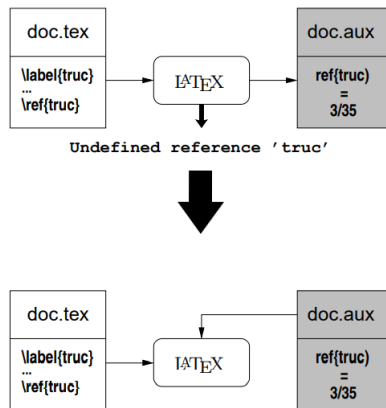 doc.tex
\label{truc}
...
\ref{truc}
LATEX
doc.aux
ref{truc)
=
3/35
Undefined reference ’truc’
doc.tex
\label{truc}
...
\ref{truc}
LATEX
doc.aux
ref{truc)
=
3/35